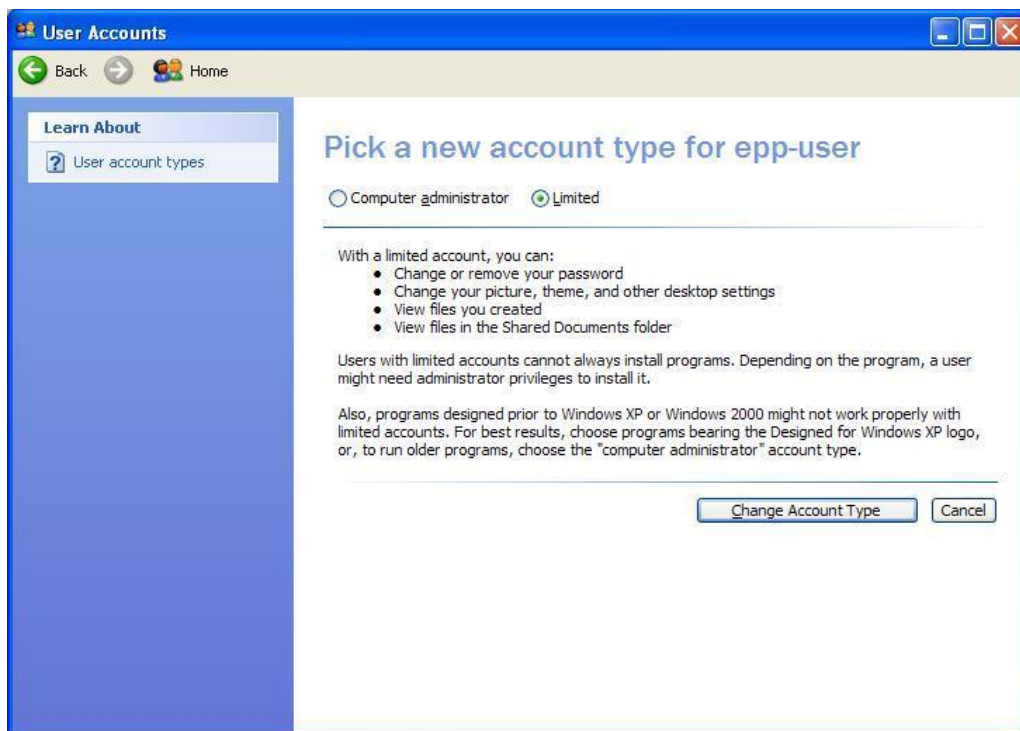 User Accounts
Back Home
Learn About
User account types
Pick a new account type for epp-user
Computer administrator Limited
With a limited account, you can:
● Change or remove your password
● Change your picture, theme, and other desktop settings
● View files you created
● View files in the Shared Documents folder
Users with limited accounts cannot always install programs. Depending on the program, a user
might need administrator privileges to install it.
Also, programs designed prior to Windows XP or Windows 2000 might not work properly with
limited accounts. For best results, choose programs bearing the Designed for Windows XP logo,
or, to run older programs, choose the "computer administrator" account type.
Change Account Type Cancel